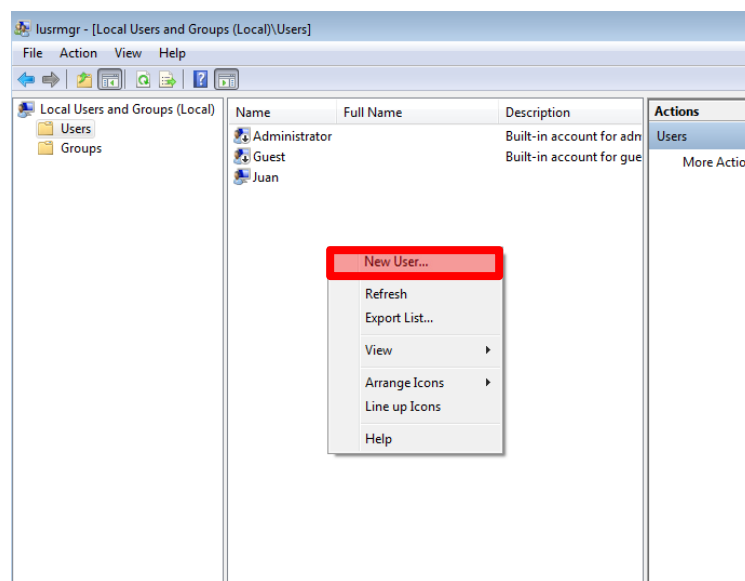 lusrmgr - [Local Users and Groups (Local)\Users]
File Action View Help
Local Users and Groups (Local)
Users
Groups
Name Full Name Description
Administrator Built-in account for adm
Guest Built-in account for gue
Juan
Actions
Users
More Actio
New User...
Refresh
Export List...
View
Arrange Icons
Line up Icons
Help